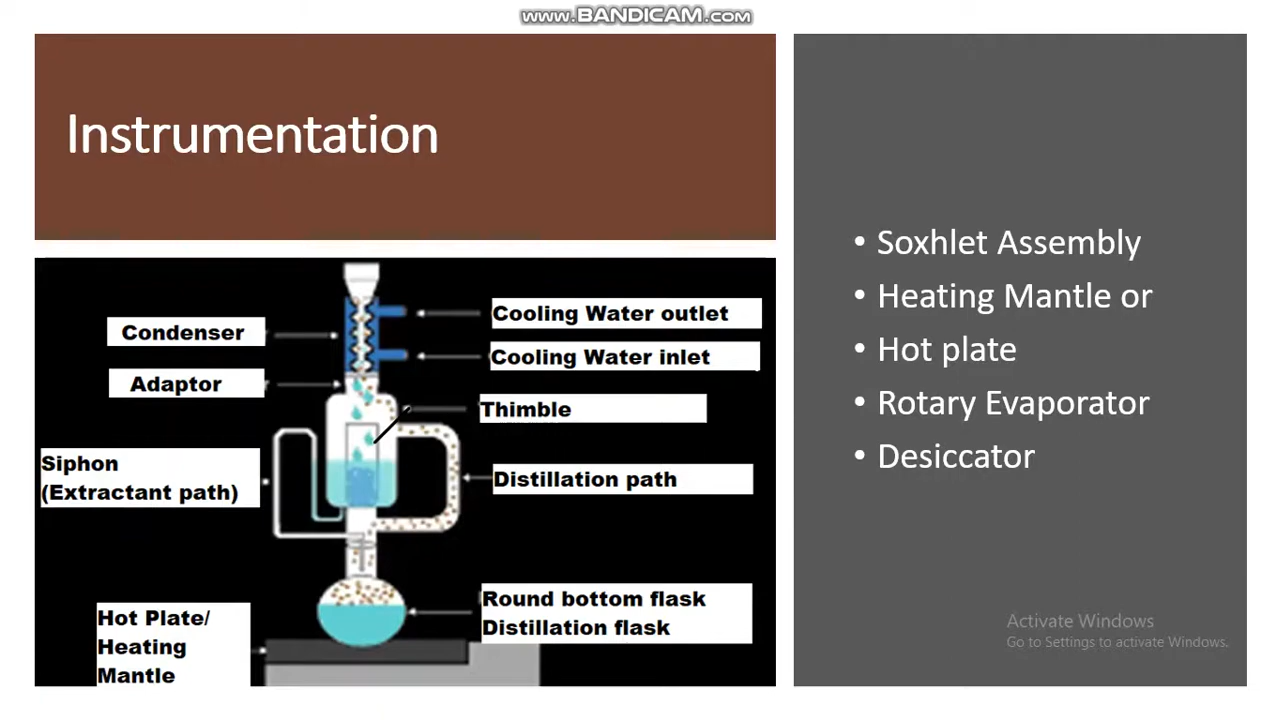 www.BANDICAM.com
Instrumentation
Condenser
Adaptor
Siphon
(Extractant path)
Hot Plate/
Heating
Mantle
Cooling Water outlet
Cooling Water inlet
Thimble
Distillation path
Round bottom flask
Distillation flask
• Soxhlet Assembly
• Heating Mantle or
• Hot plate
• Rotary Evaporator
• Desiccator
Activate Windows
Go to Settings to activate Windows.